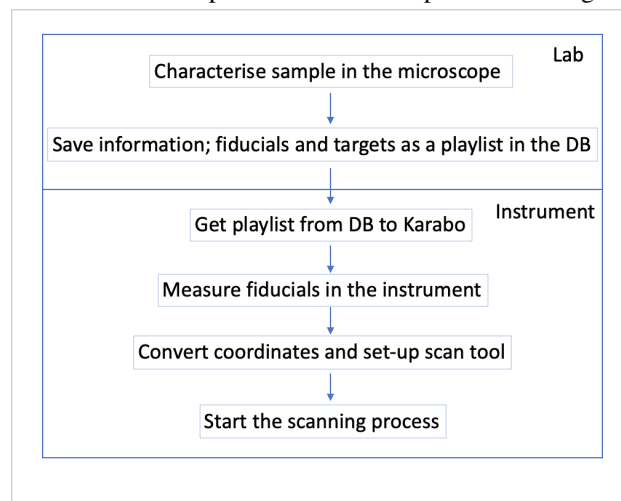 Lab
Characterise sample in the microscope
Save information; fiducials and targets as a playlist in the DB
Instrument
Get playlist from DB to Karabo
Measure fiducials in the instrument
Convert coordinates and set-up scan tool
Start the scanning process